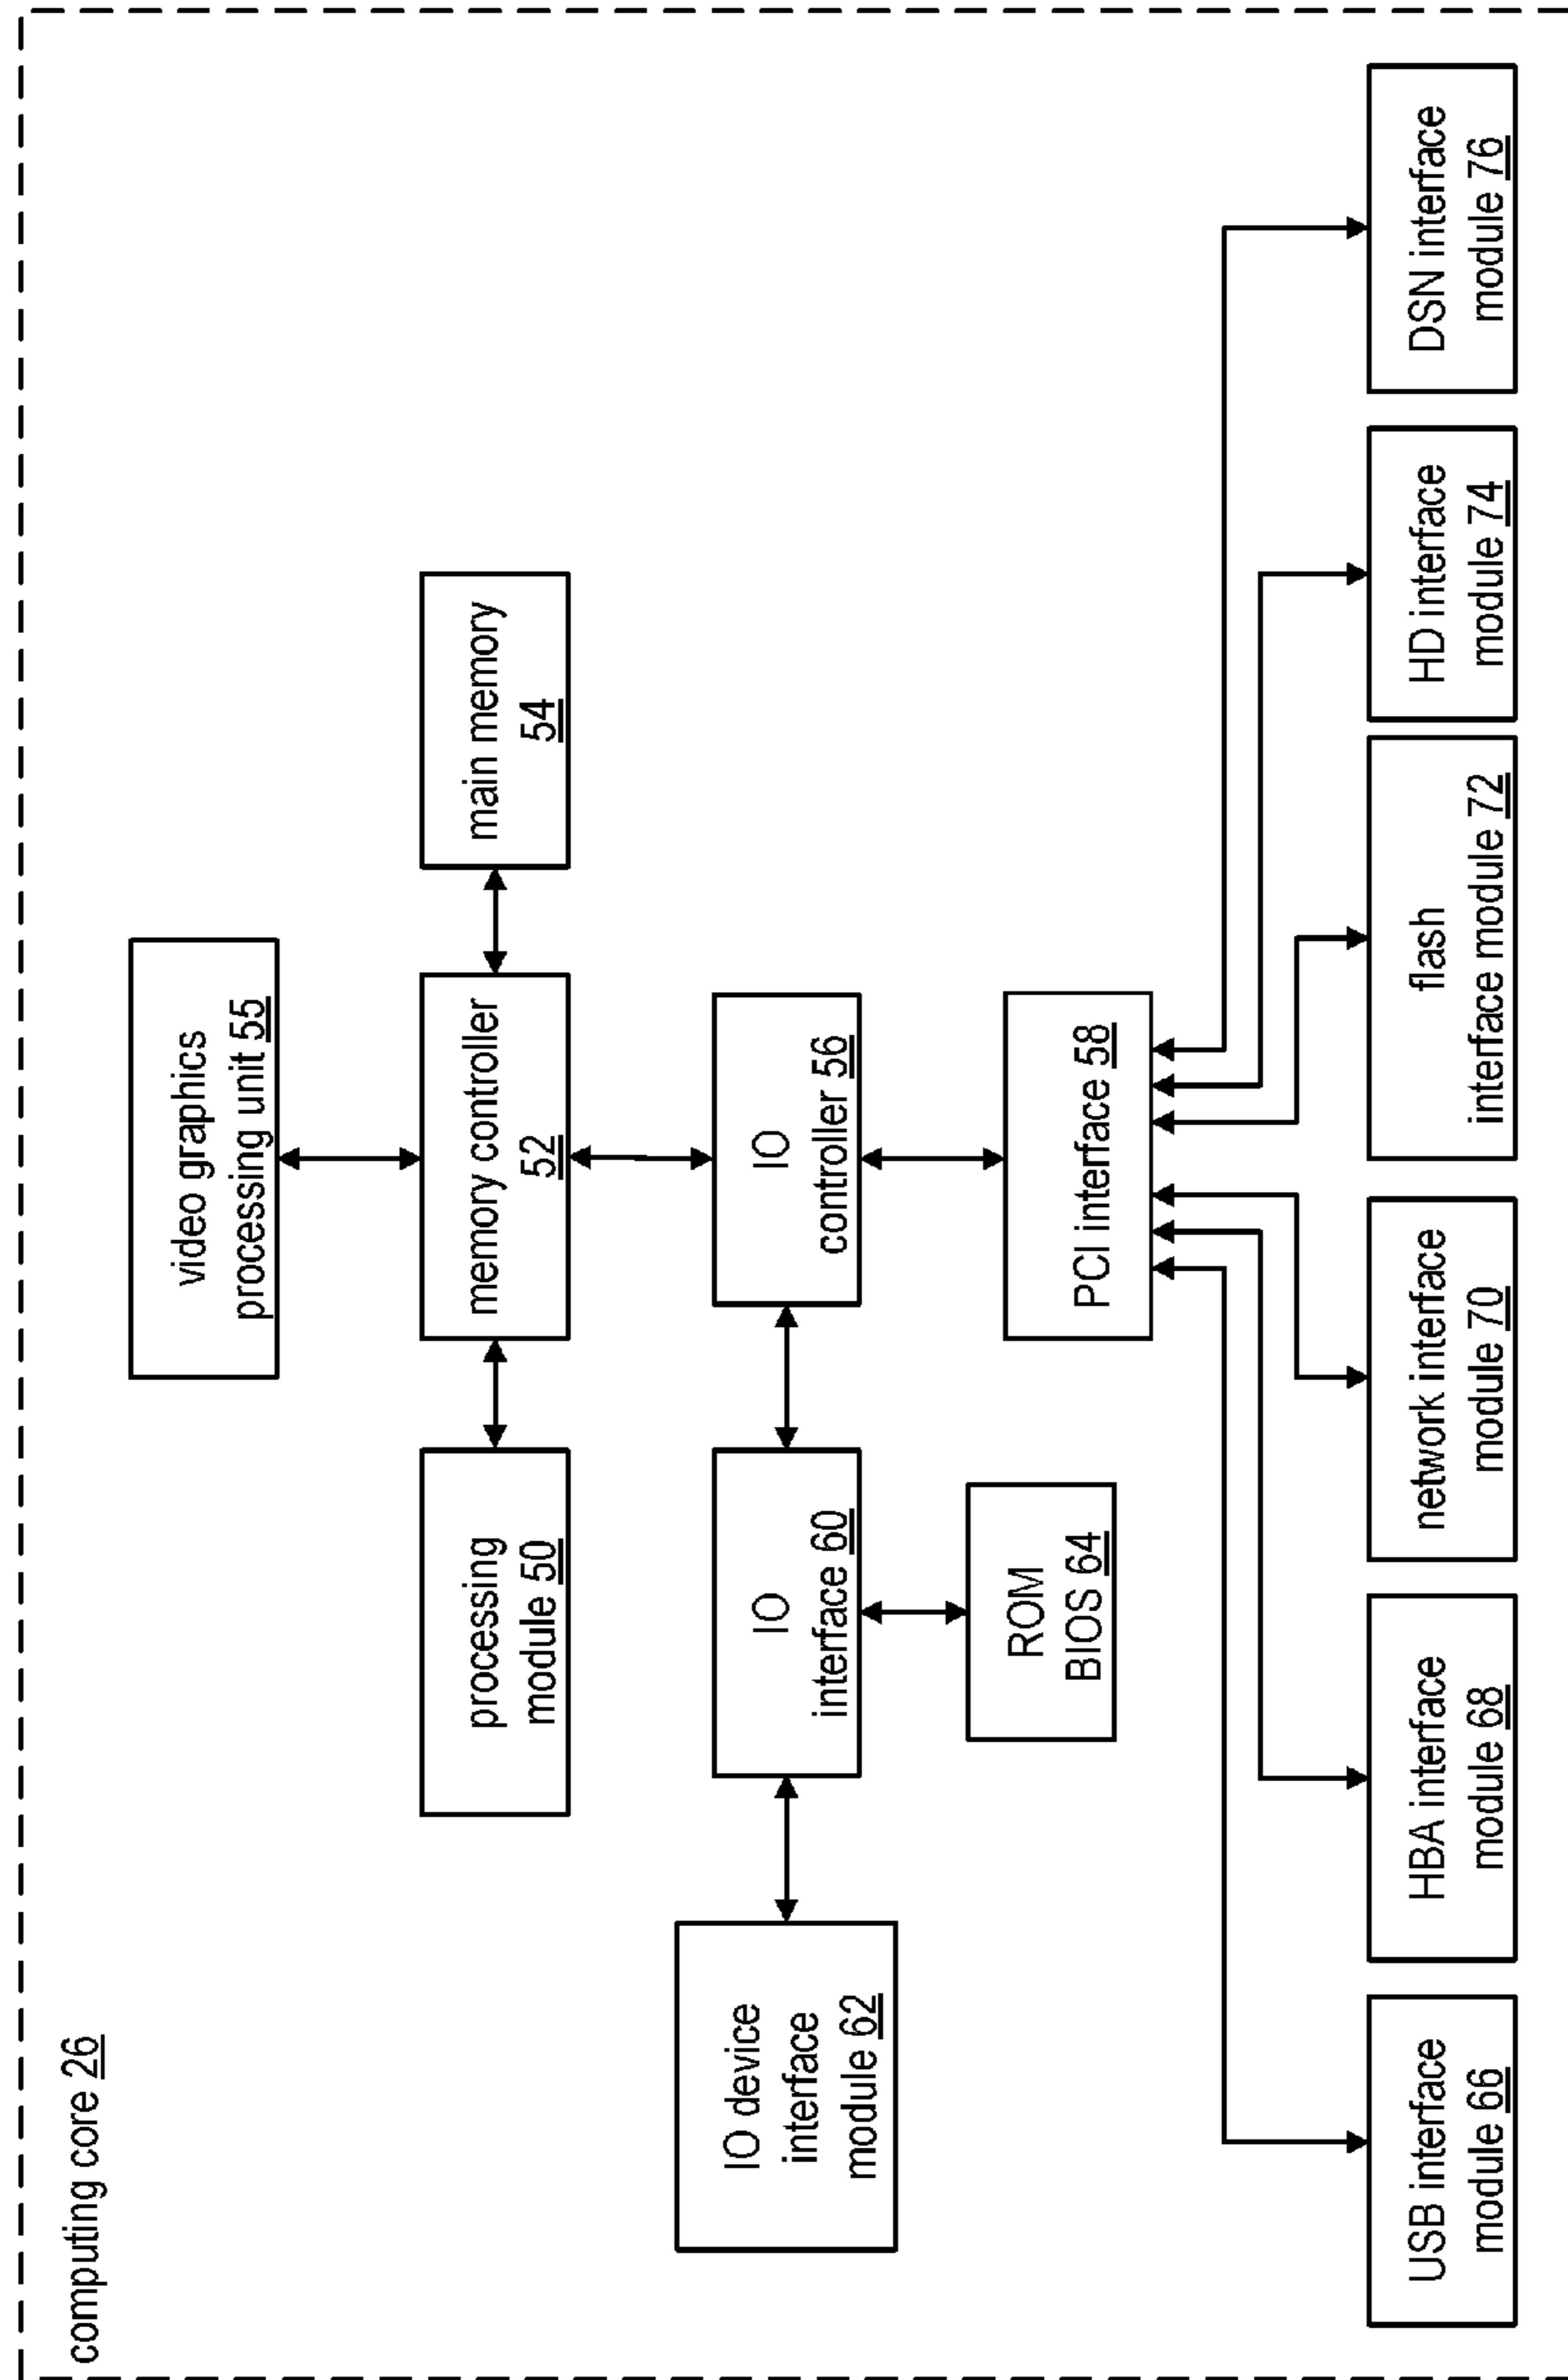 computing core 26
video graphics
processing unit 55
processing
module 50
memory controller
52
main memory
54
IO device
interface
module 62
IO
interface 60
IO
controller 56
ROM
BIOS 64
PCI interface 58
USB interface
module 66
HBA interface
module 68
network interface
module 70
flash
interface module 72
HD interface
module 74
DSN interface
module 76